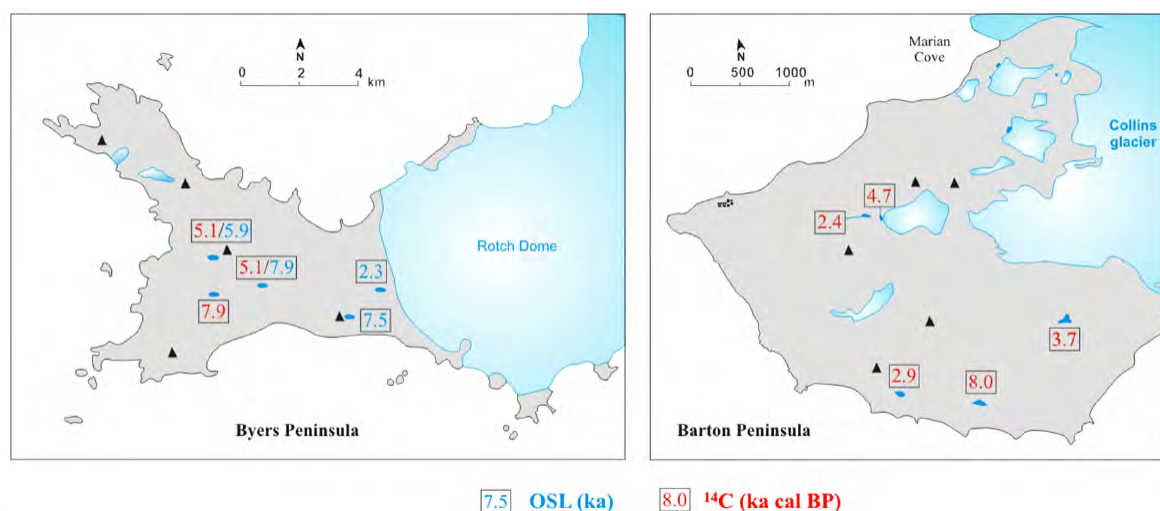 N
0 2 4
km
5.1/5.9
5.1/7.9
2.3
7.9
7.5
Rotch Dome
Byers Peninsula
Marian
Cove
N
0 500 1000
m
Collins
glacier
4.7
2.4
3.7
2.9
8.0
Barton Peninsula
7.5 OSL (ka)
8.0 ¹⁴C (ka cal BP)